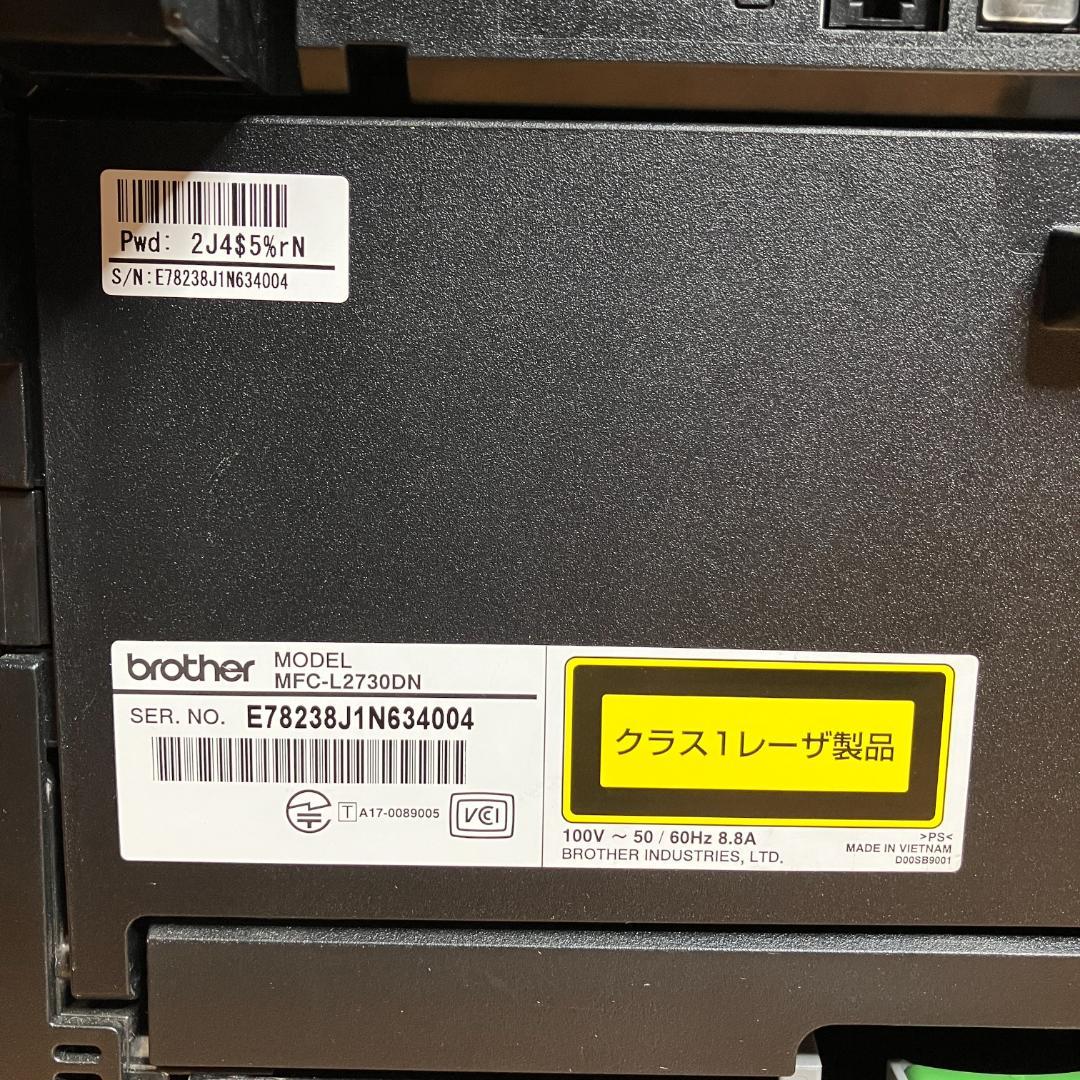 Pwd: 2J4$5%rN
S/N:E78238J1N634004
brother
MODEL
MFC-L2730DN
SER. NO. E78238J1N634004
T A17-0089005
VCI
クラス1レーザ製品
100V ~ 50 / 60Hz 8.8A
BROTHER INDUSTRIES, LTD.
>PS<
MADE IN VIETNAM
D00SB9001